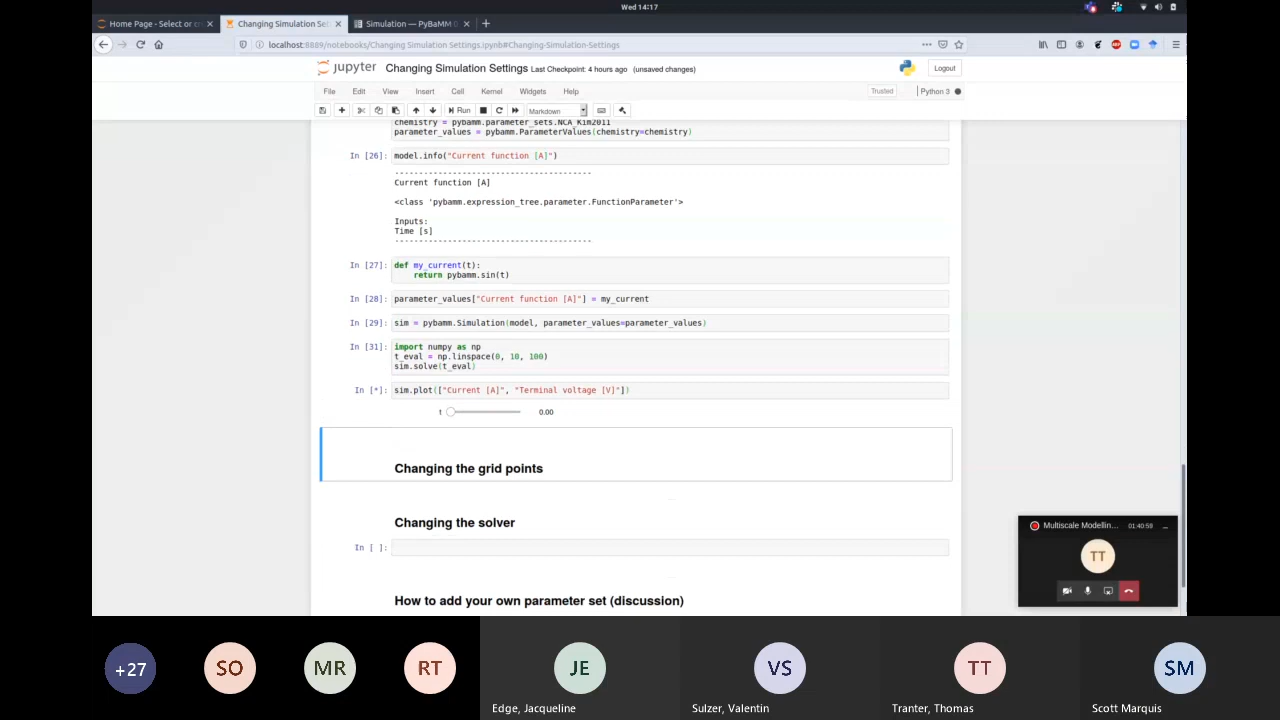 Wed 14:17
Home Page - Select or cr
Changing Simulation Set
Simulation — PyBaMM 0
localhost:8889/notebooks/Changing Simulation Settings.ipynb#Changing-Simulation-Settings
jupyter Changing Simulation Settings Last Checkpoint: 4 hours ago (unsaved changes)
Logout
File Edit View Insert Cell Kernel Widgets Help
Trusted
Python 3
Run
Markdown
chemistry = pybamm.parameter_sets.NCA_Kim2011
parameter_values = pybamm.ParameterValues(chemistry=chemistry)
In [26]: model.info("Current function [A]")
-----------------------------------------
Current function [A]
<class 'pybamm.expression_tree.parameter.FunctionParameter'>
Inputs:
Time [s]
-----------------------------------------
In [27]: def my_current(t):
return pybamm.sin(t)
In [28]: parameter_values["Current function [A]"] = my_current
In [29]: sim = pybamm.Simulation(model, parameter_values=parameter_values)
In [31]: import numpy as np
t_eval = np.linspace(0, 10, 100)
sim.solve(t_eval)
In [*]: sim.plot(["Current [A]", "Terminal voltage [V]"])
t 0.00
Changing the grid points
Changing the solver
In [ ]:
How to add your own parameter set (discussion)
Multiscale Modellin... 01:40:59
TT
+27
SO
MR
RT
JE
Edge, Jacqueline
VS
Sulzer, Valentin
TT
Tranter, Thomas
SM
Scott Marquis